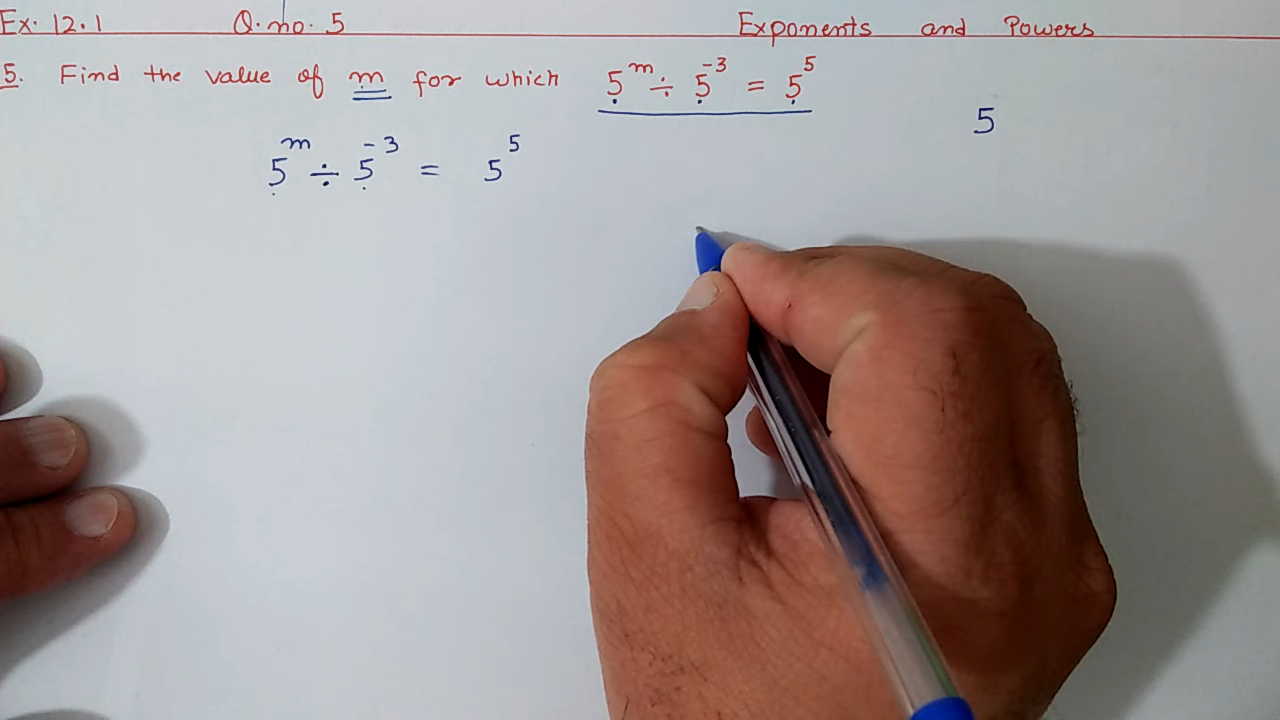 Ex. 12.1 Q.no. 5 Exponents and Powers
5. Find the value of m for which 5^m ÷ 5^-3 = 5^5
5
5^m ÷ 5^-3 = 5^5